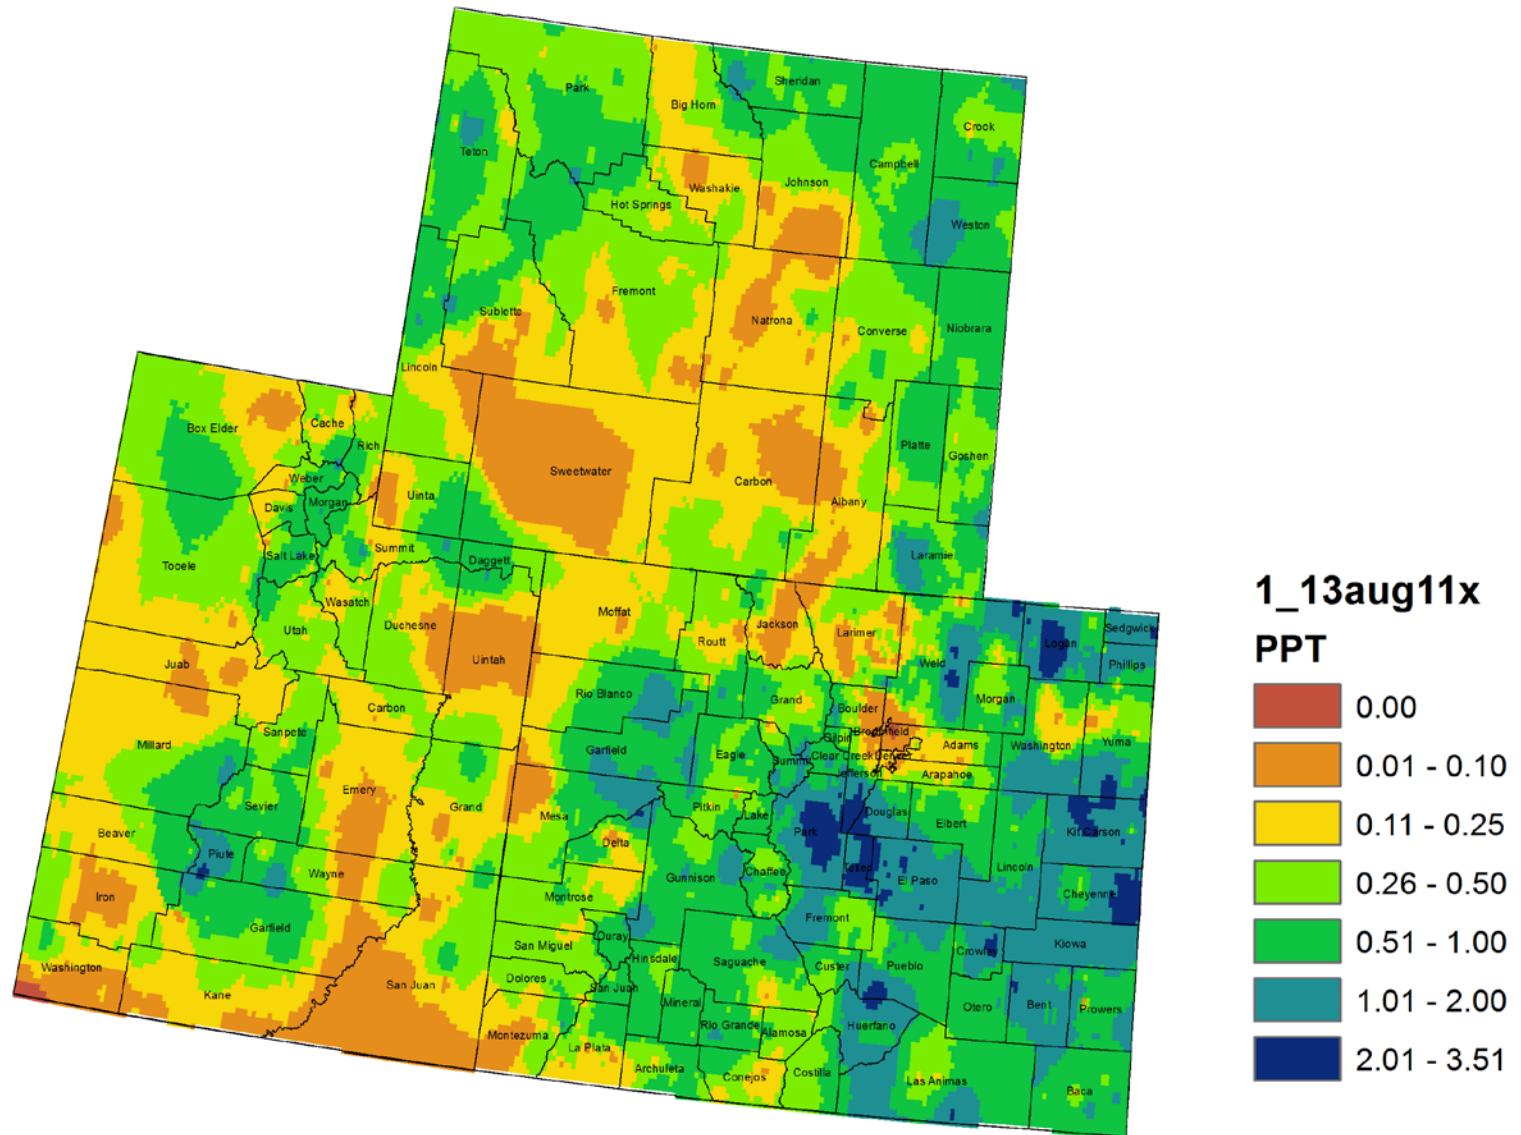 Park
Sheridan
Big Horn
Crook
Teton
Campbell
Johnson
Washakie
Hot Springs
Weston
Fremont
Sublette
Natrona
Converse
Niobrara
Lincoln
Box Elder
Cache
Rich
Platte
Goshen
Sweetwater
Carbon
Weber
Uinta
Morgan
Davis
Albany
Summit
Salt Lake
Daggett
Laramie
Tooele
Wasatch
Moffat
Duchesne
Utah
Jackson
Larimer
Sedgwick
Logan
Routt
Weld
Phillips
Uintah
Juab
Rio Blanco
Grand
Morgan
Carbon
Boulder
Sanpete
Broomfield
Gilpin
Millard
Garfield
Eagle
Summit
Clear Creek
Denver
Adams
Washington
Yuma
Jefferson
Arapahoe
Emery
Sevier
Grand
Mesa
Pitkin
Lake
Douglas
Elbert
Beaver
Park
Kit Carson
Delta
Piute
Wayne
Gunnison
Chaffee
Teller
El Paso
Lincoln
Cheyenne
Iron
Montrose
Garfield
Fremont
Ouray
San Miguel
Hinsdale
Saguache
Custer
Pueblo
Crowley
Kiowa
Washington
Kane
San Juan
Dolores
San Juan
Mineral
Otero
Bent
Prowers
Rio Grande
Alamosa
Huerfano
Montezuma
La Plata
Archuleta
Conejos
Costilla
Las Animas
Baca
1_13aug11x
PPT
0.00
0.01 - 0.10
0.11 - 0.25
0.26 - 0.50
0.51 - 1.00
1.01 - 2.00
2.01 - 3.51